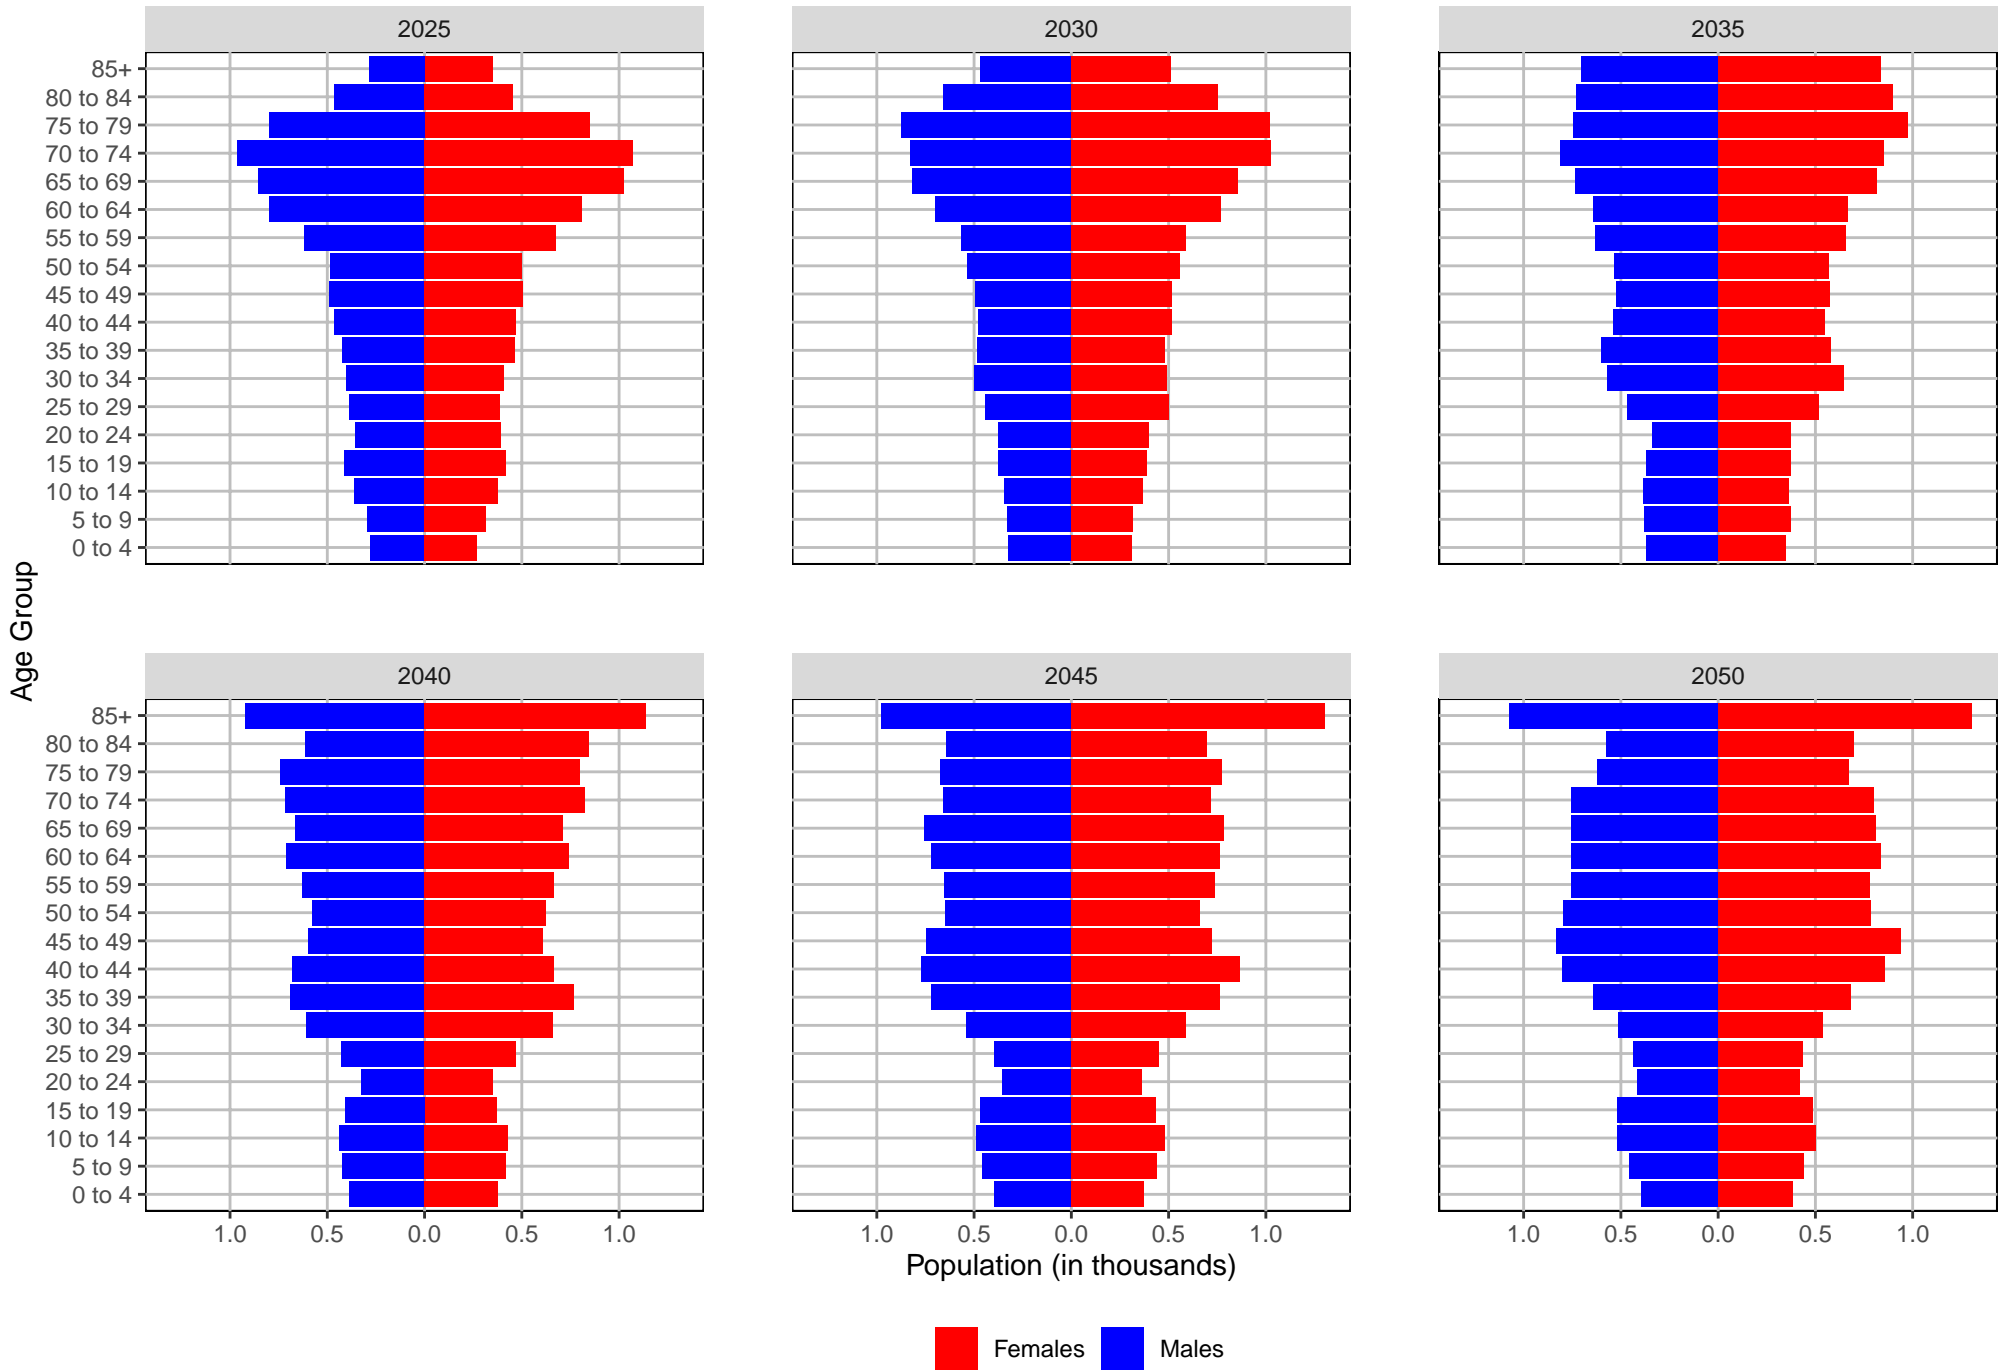 2025 2030 2035
85+
80 to 84
75 to 79
70 to 74
65 to 69
60 to 64
55 to 59
50 to 54
45 to 49
40 to 44
35 to 39
30 to 34
25 to 29
20 to 24
15 to 19
10 to 14
5 to 9
0 to 4
Age Group
2040 2045 2050
85+
80 to 84
75 to 79
70 to 74
65 to 69
60 to 64
55 to 59
50 to 54
45 to 49
40 to 44
35 to 39
30 to 34
25 to 29
20 to 24
15 to 19
10 to 14
5 to 9
0 to 4
1.0 0.5 0.0 0.5 1.0 1.0 0.5 0.0 0.5 1.0 1.0 0.5 0.0 0.5 1.0
Population (in thousands)
Females Males